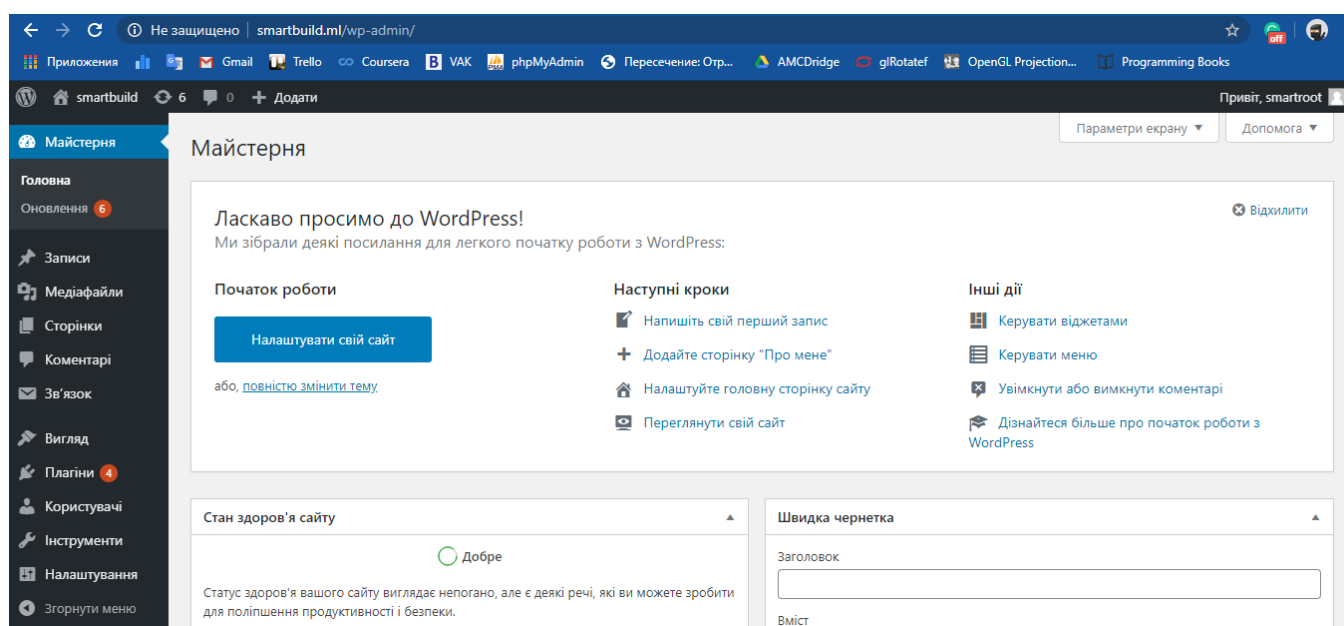 Не защищено | smartbuild.ml/wp-admin/
off
Приложения Gmail Trello Coursera B VAK phpMyAdmin Пересечение: Отр... AMCDridge glRotatef OpenGL Projection... Programming Books
smartbuild 6 0 + Додати Привіт, smartroot
Параметри екрану Допомога
Майстерня
Головна
Оновлення 6
Записи
Медіафайли
Сторінки
Коментарі
Зв'язок
Вигляд
Плагіни 4
Користувачі
Інструменти
Налаштування
Згорнути меню
Майстерня
Відхилити
Ласкаво просимо до WordPress!
Ми зібрали деякі посилання для легкого початку роботи з WordPress:
Початок роботи
Налаштувати свій сайт
або, повністю змінити тему
Наступні кроки
Напишіть свій перший запис
Додайте сторінку "Про мене"
Налаштуйте головну сторінку сайту
Переглянути свій сайт
Інші дії
Керувати віджетами
Керувати меню
Увімкнути або вимкнути коментарі
Дізнайтеся більше про початок роботи з
WordPress
Стан здоров'я сайту
Добре
Статус здоров'я вашого сайту виглядає непогано, але є деякі речі, які ви можете зробити
для поліпшення продуктивності і безпеки.
Швидка чернетка
Заголовок
Вміст